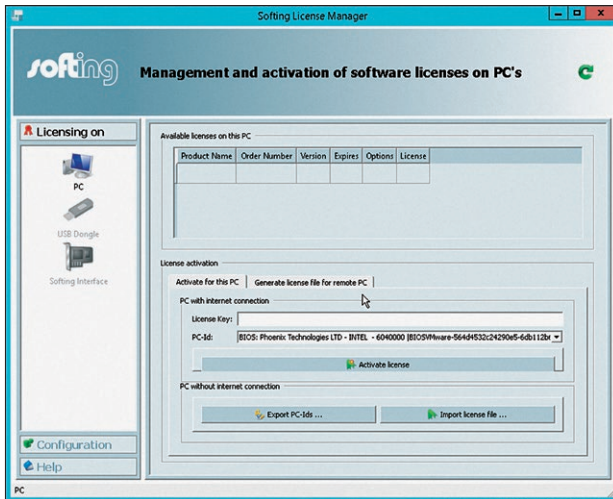 Softing License Manager
softing
Management and activation of software licenses on PC's
Licensing on
PC
USB Dongle
Softing Interface
Configuration
Help
Available licenses on this PC
Product Name Order Number Version Expires Options License
License activation
Activate for this PC Generate license file for remote PC
PC with internet connection
License Key:
PC-Id: BIOS: Phoenix Technologies LTD - INTEL - 6040000 |BIOSVMware-564d4532c24290e5-6db112b
Activate license
PC without internet connection
Export PC-Ids ... Import license file ...
PC